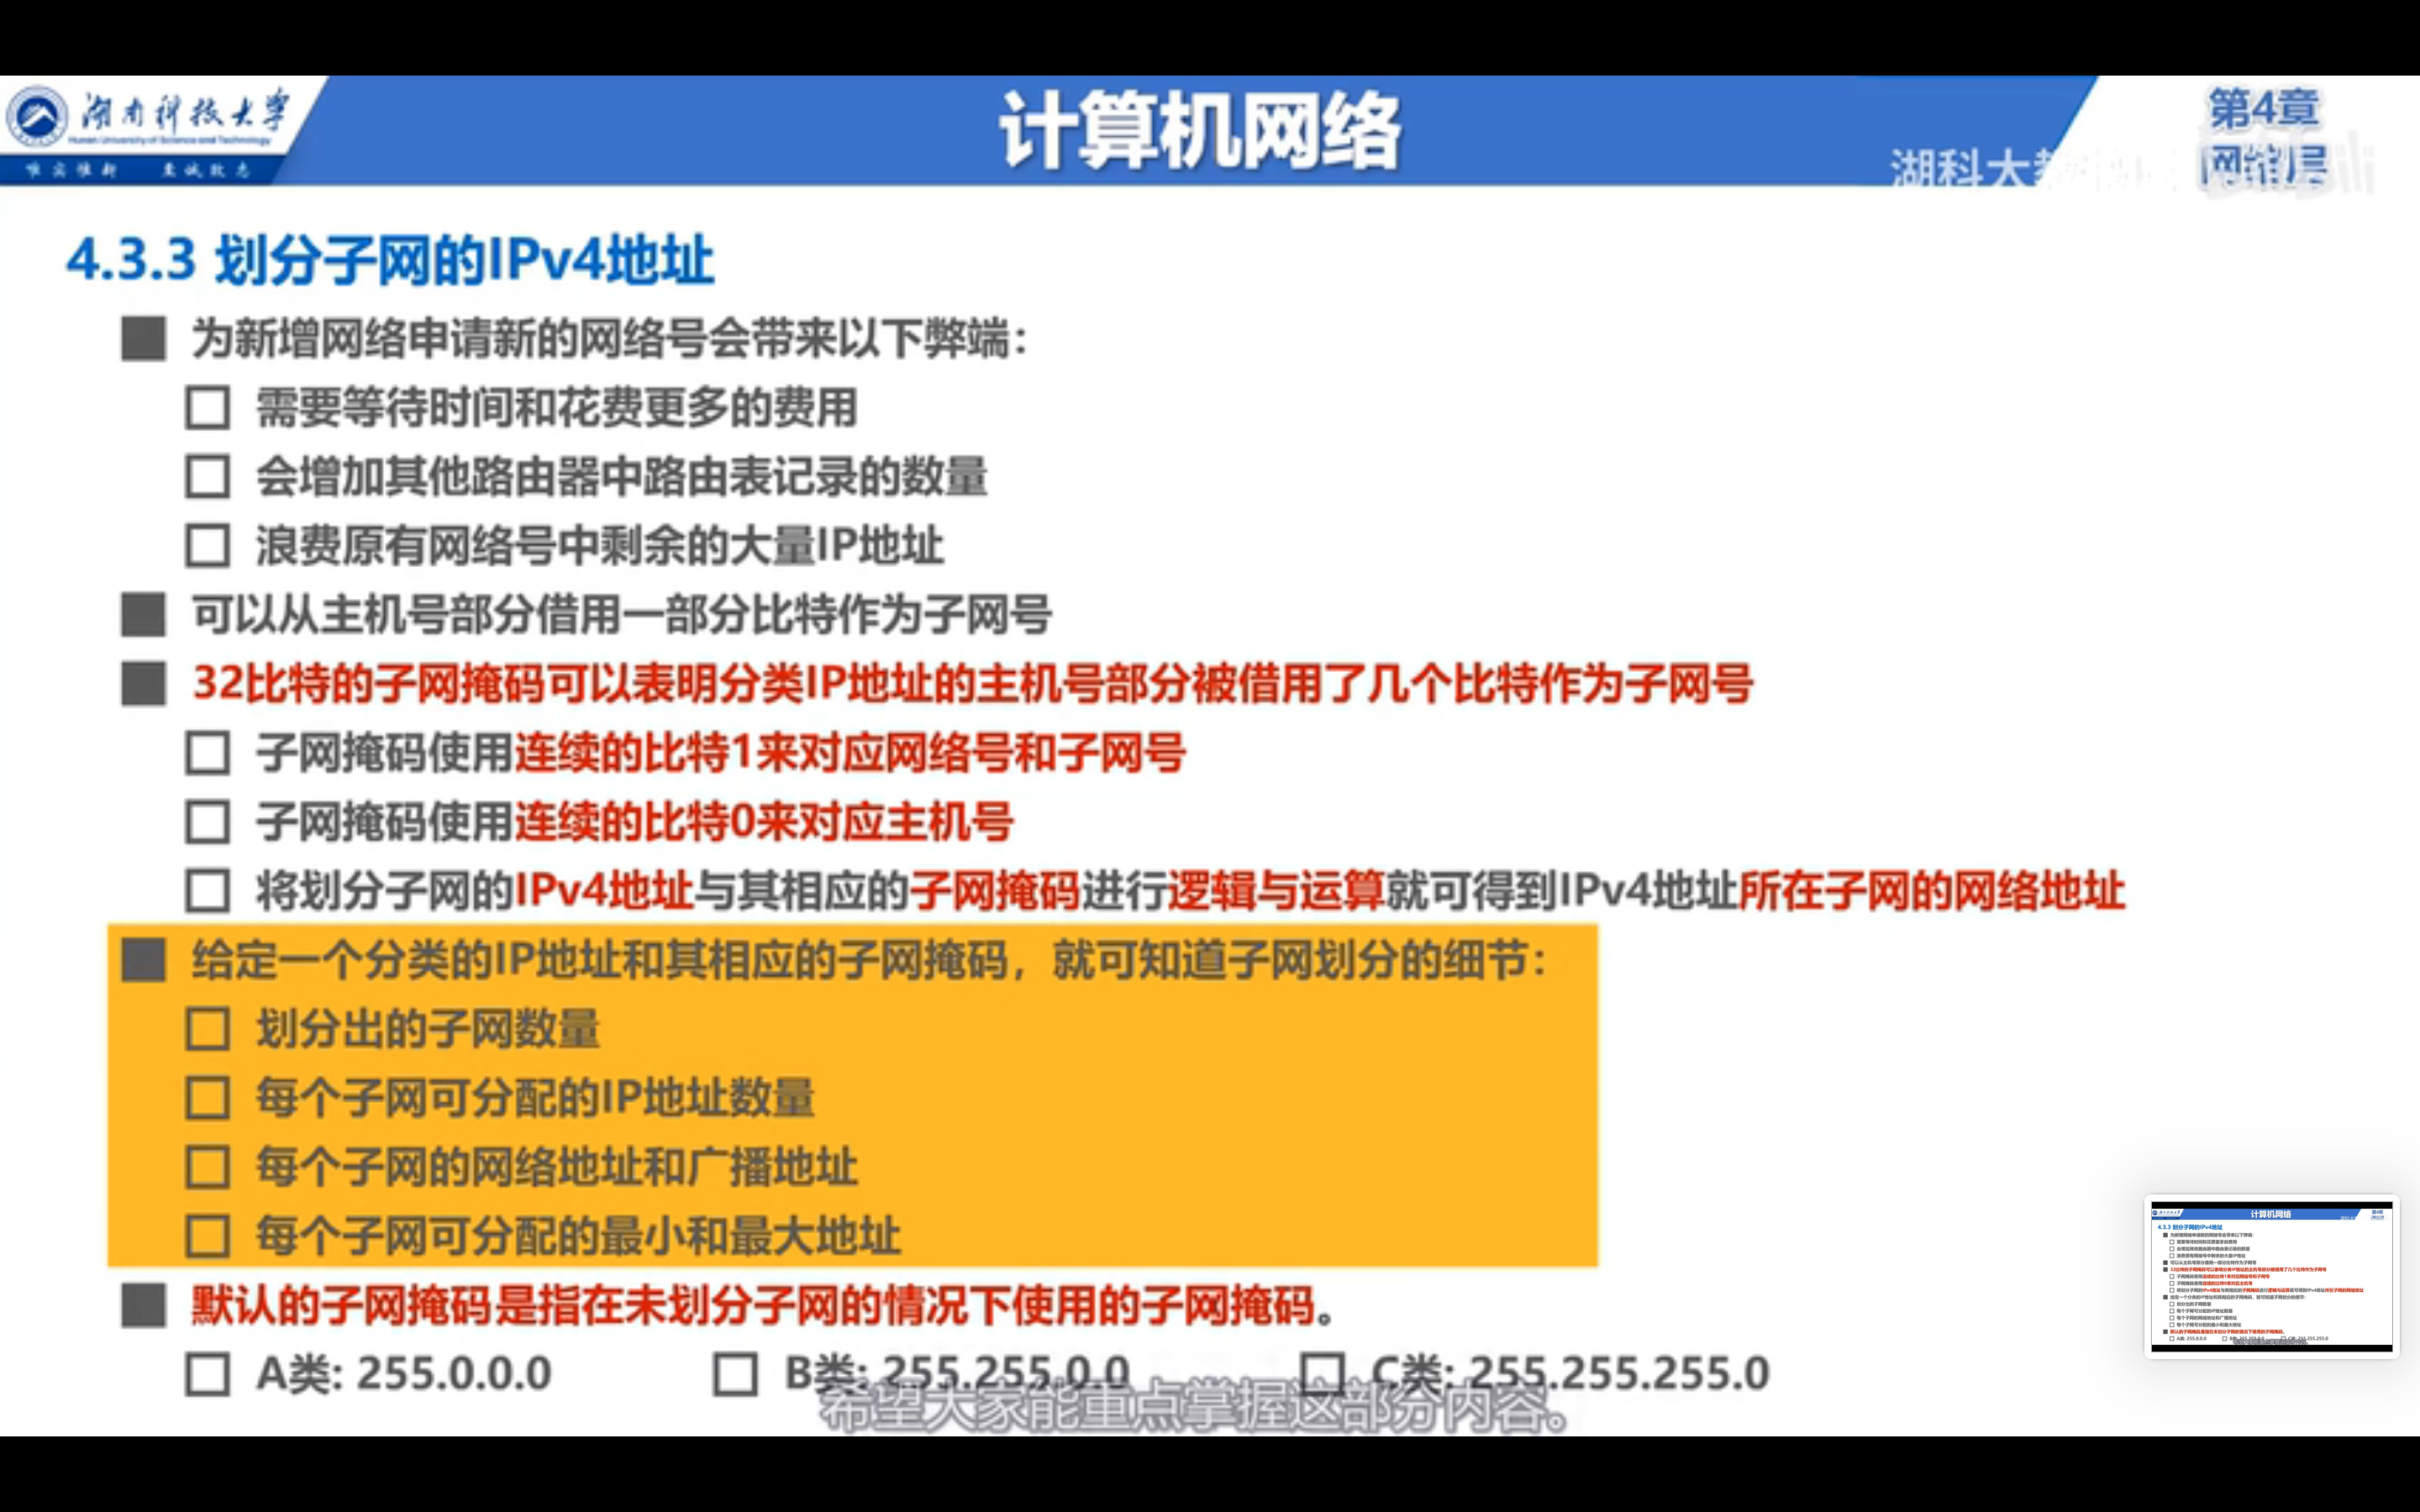 湖南科技大学
Hunan University of Science and Technology
唯实惟新 至诚致志
计算机网络
第4章
网络层
湖科大教
4.3.3 划分子网的IPv4地址
为新增网络申请新的网络号会带来以下弊端：
需要等待时间和花费更多的费用
会增加其他路由器中路由表记录的数量
浪费原有网络号中剩余的大量IP地址
可以从主机号部分借用一部分比特作为子网号
32比特的子网掩码可以表明分类IP地址的主机号部分被借用了几个比特作为子网号
子网掩码使用连续的比特1来对应网络号和子网号
子网掩码使用连续的比特0来对应主机号
将划分子网的IPv4地址与其相应的子网掩码进行逻辑与运算就可得到IPv4地址所在子网的网络地址
给定一个分类的IP地址和其相应的子网掩码，就可知道子网划分的细节：
划分出的子网数量
每个子网可分配的IP地址数量
每个子网的网络地址和广播地址
每个子网可分配的最小和最大地址
默认的子网掩码是指在未划分子网的情况下使用的子网掩码。
A类: 255.0.0.0 B类: 255.255.0.0 C类: 255.255.255.0
希望大家能重点掌握这部分内容。